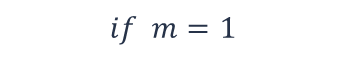 if m = 1